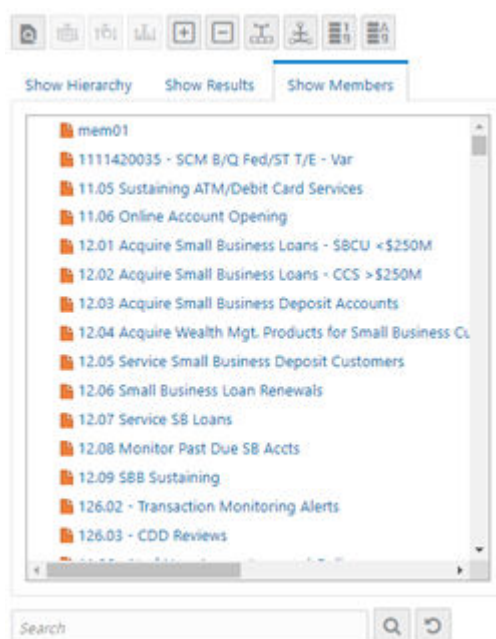 Show Hierarchy Show Results Show Members
mem01
1111420035 - SCM B/Q Fed/ST T/E - Var
11.05 Sustaining ATM/Debit Card Services
11.06 Online Account Opening
12.01 Acquire Small Business Loans - SBCU <$250M
12.02 Acquire Small Business Loans - CCS >$250M
12.03 Acquire Small Business Deposit Accounts
12.04 Acquire Wealth Mgt. Products for Small Business Cu
12.05 Service Small Business Deposit Customers
12.06 Small Business Loan Renewals
12.07 Service SB Loans
12.08 Monitor Past Due SB Accts
12.09 SBB Sustaining
126.02 - Transaction Monitoring Alerts
126.03 - CDD Reviews
Search